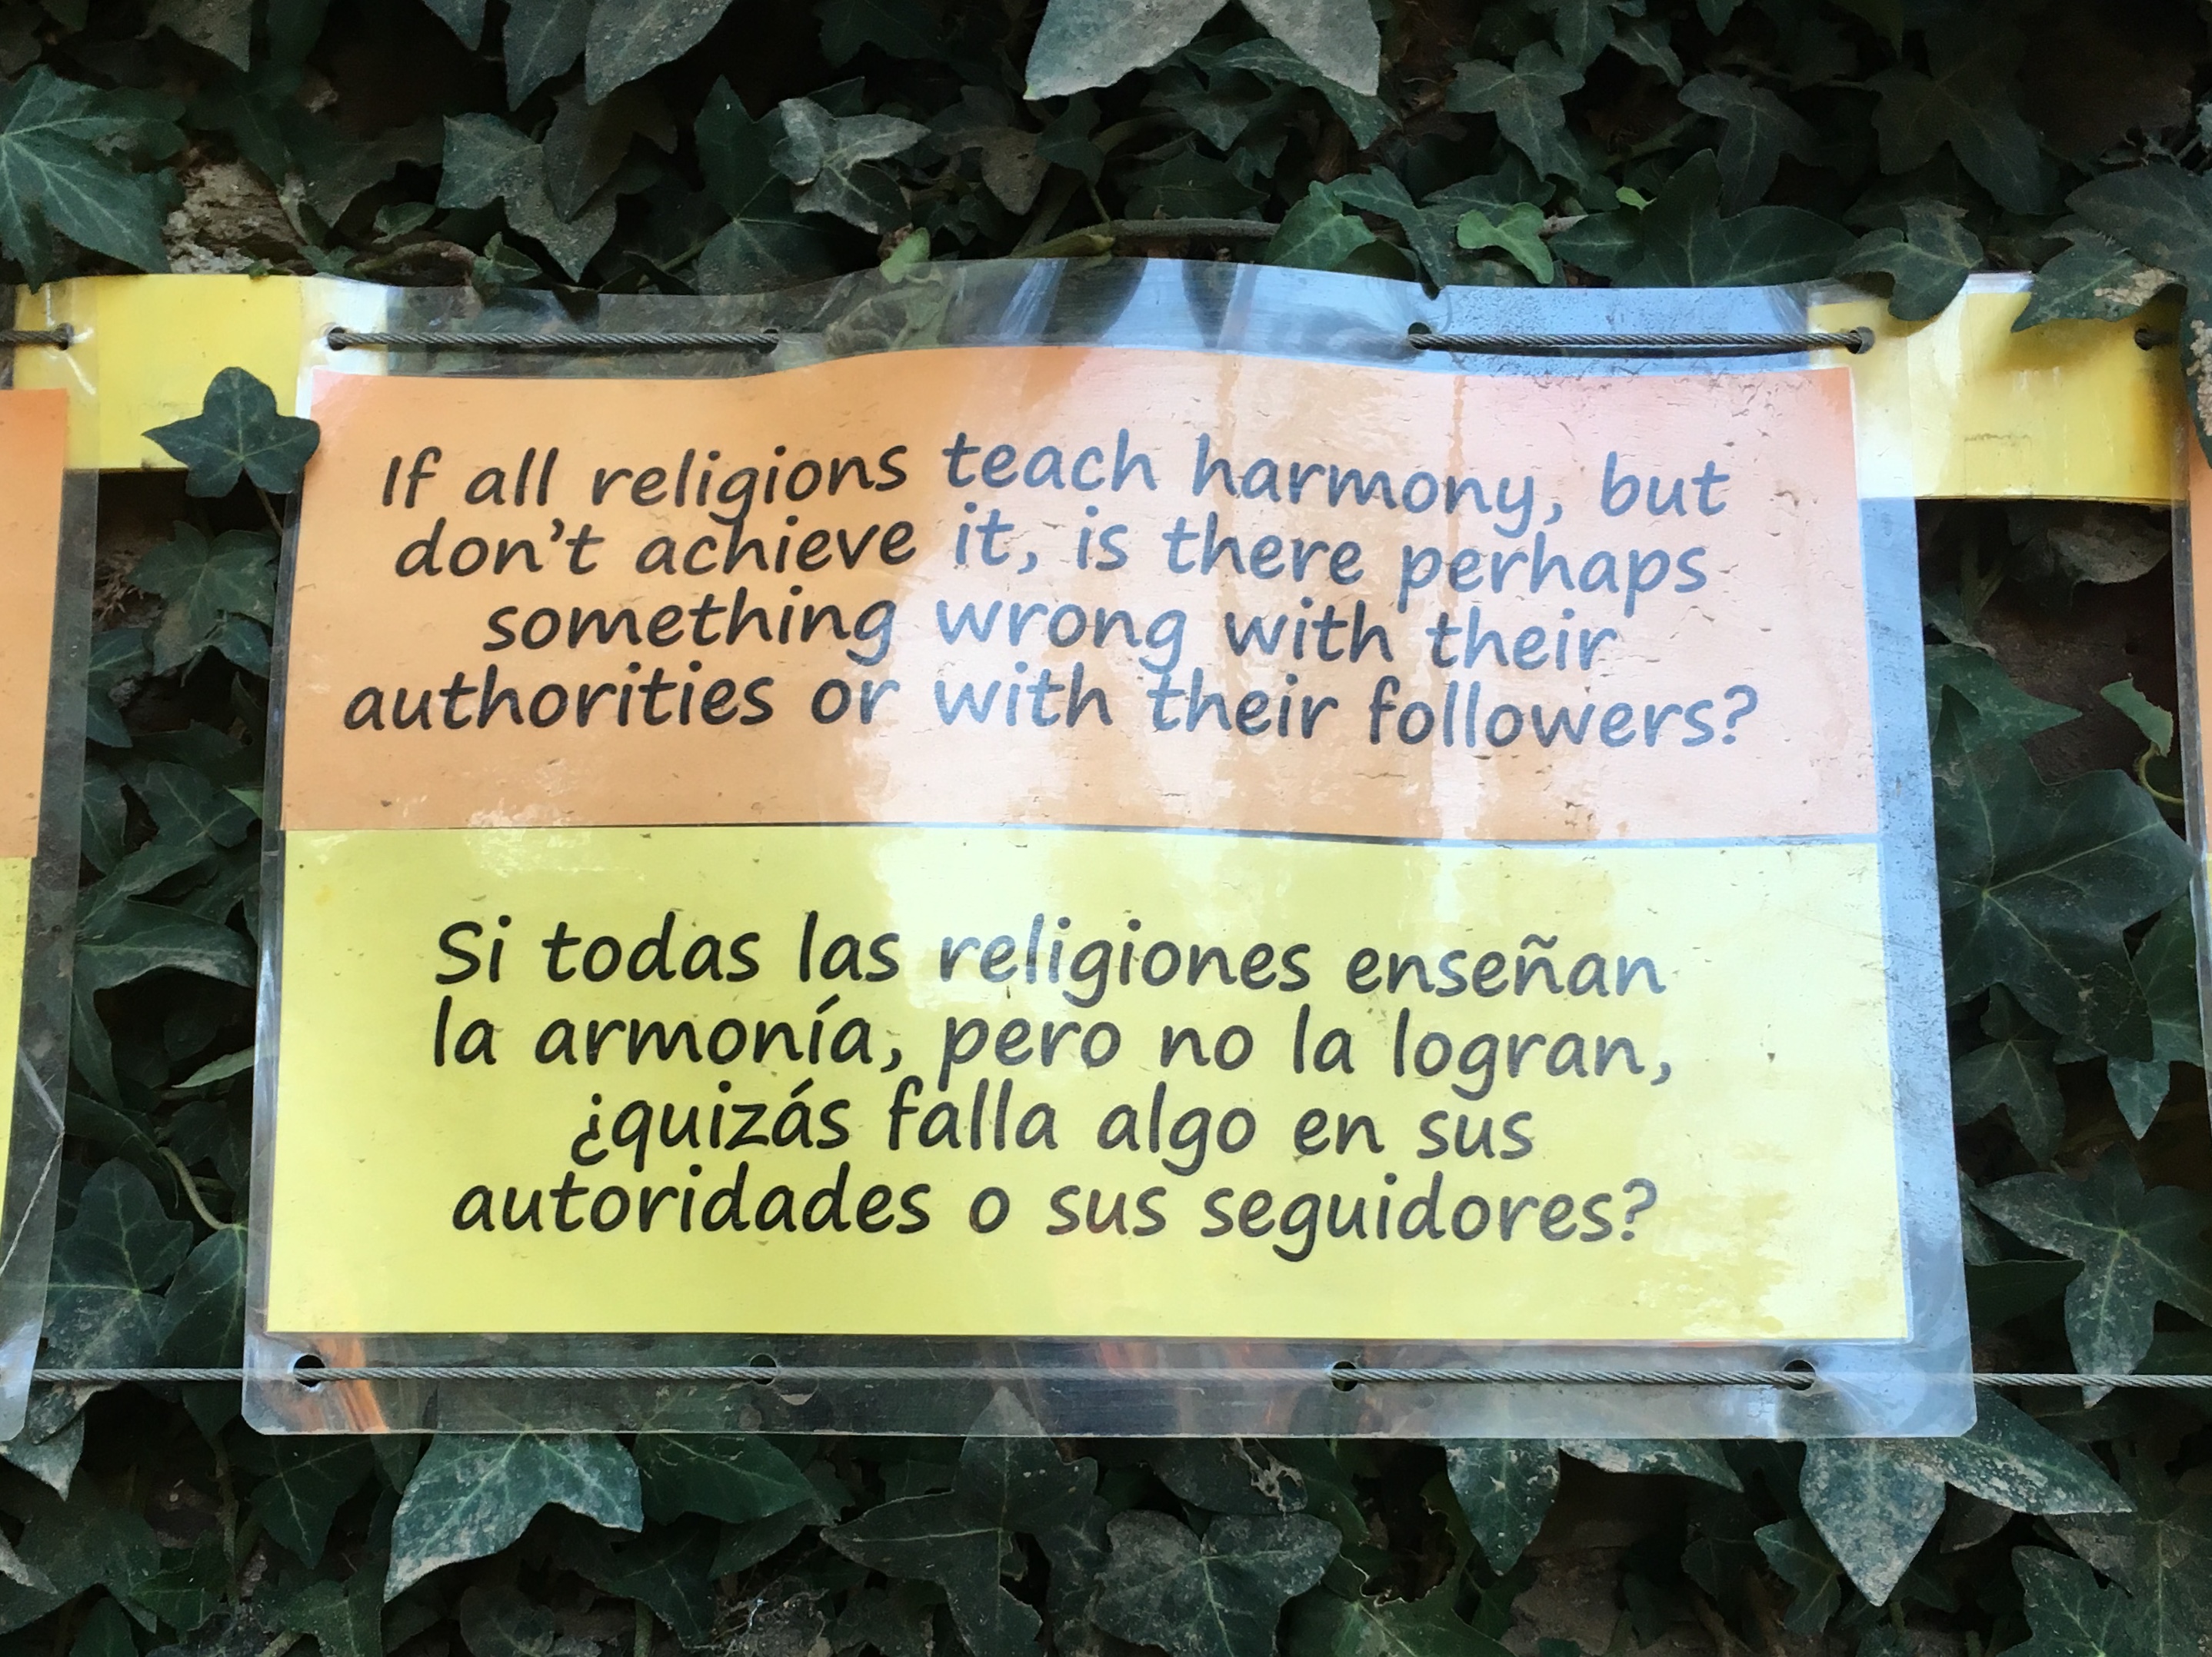 If all religions teach harmony, but
don't achieve it, is there perhaps
something wrong with their
authorities or with their followers?
Si todas las religiones enseñan
la armonía, pero no la logran,
¿quizás falla algo en sus
autoridades o sus seguidores?